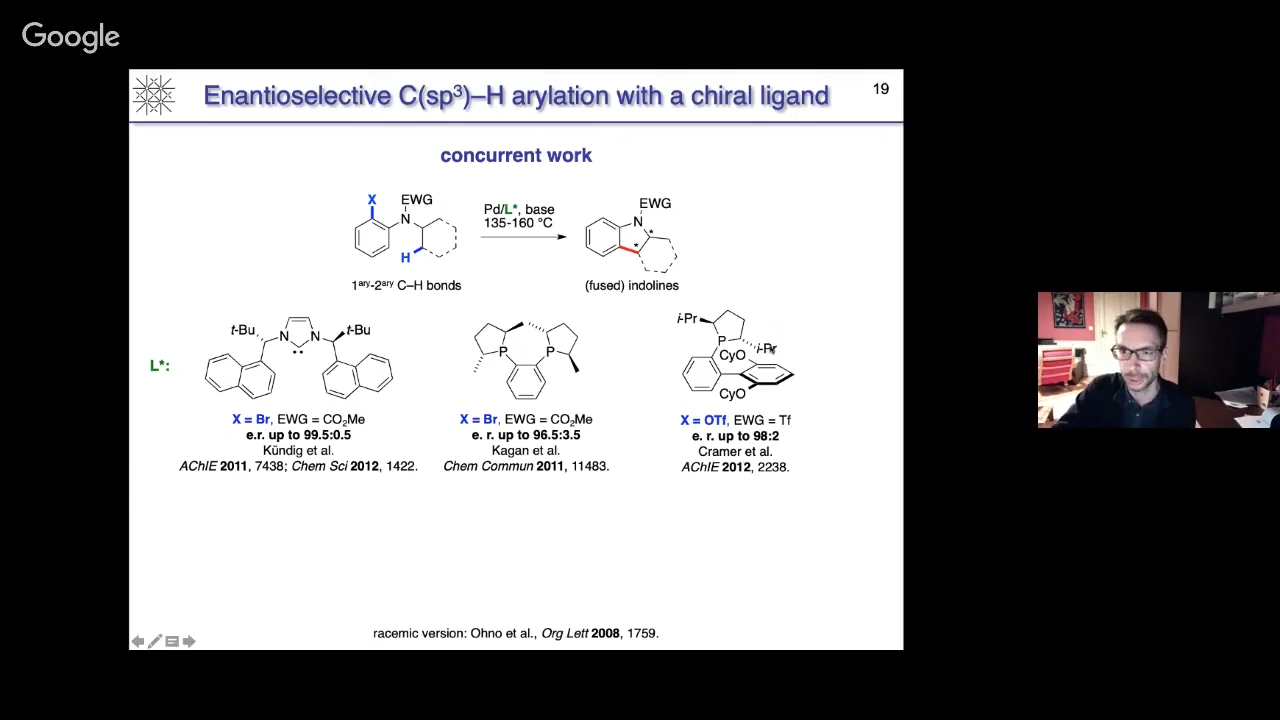 Google
Enantioselective C(sp³)–H arylation with a chiral ligand
19
concurrent work
X
EWG
N
H
Pd/L*, base
135-160 °C
EWG
N
*
*
1ary-2ary C–H bonds
(fused) indolines
L*:
t-Bu
N
N
t-Bu
P
P
i-Pr
P
i-Pr
CyO
CyO
X = Br, EWG = CO₂Me
e.r. up to 99.5:0.5
Kündig et al.
AChIE 2011, 7438; Chem Sci 2012, 1422.
X = Br, EWG = CO₂Me
e. r. up to 96.5:3.5
Kagan et al.
Chem Commun 2011, 11483.
X = OTf, EWG = Tf
e. r. up to 98:2
Cramer et al.
AChIE 2012, 2238.
racemic version: Ohno et al., Org Lett 2008, 1759.